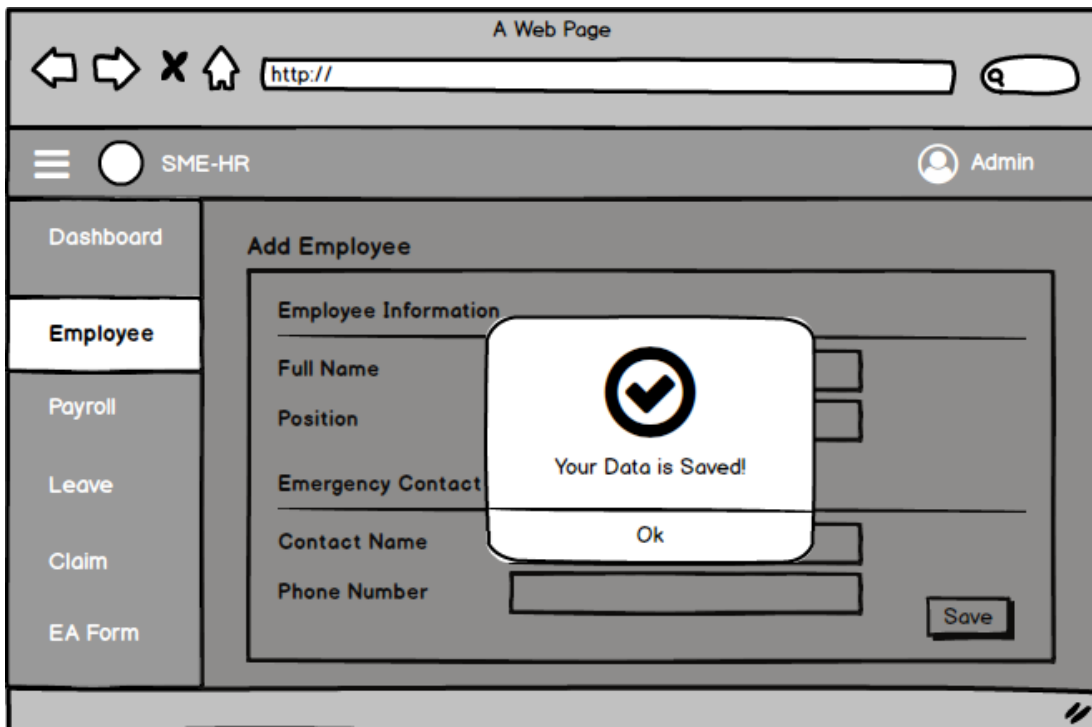 A Web Page
http://
SME-HR
Admin
Dashboard
Employee
Payroll
Leave
Claim
EA Form
Add Employee
Employee Information
Full Name
Position
Emergency Contact
Contact Name
Phone Number
Save
Your Data is Saved!
Ok